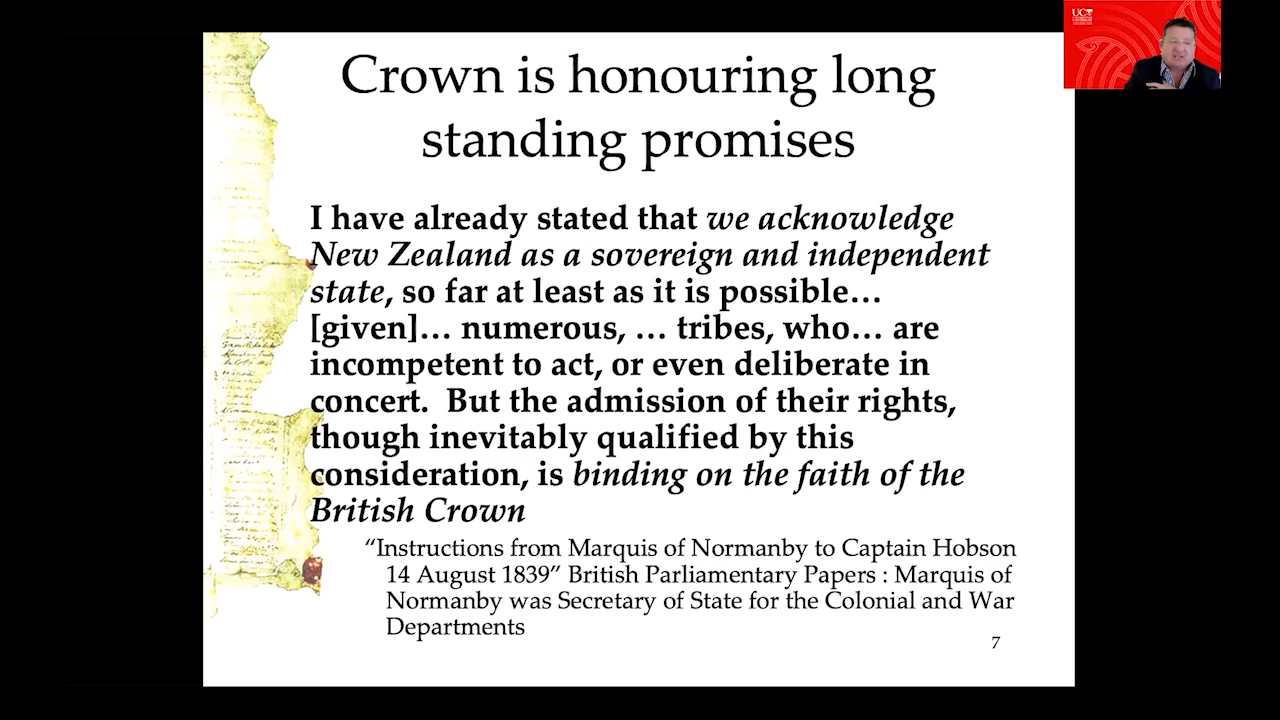 Crown is honouring long
standing promises
I have already stated that we acknowledge
New Zealand as a sovereign and independent
state, so far at least as it is possible…
[given]… numerous, … tribes, who… are
incompetent to act, or even deliberate in
concert.  But the admission of their rights,
though inevitably qualified by this
consideration, is binding on the faith of the
British Crown
“Instructions from Marquis of Normanby to Captain Hobson
14 August 1839” British Parliamentary Papers : Marquis of
Normanby was Secretary of State for the Colonial and War
Departments
7
UC